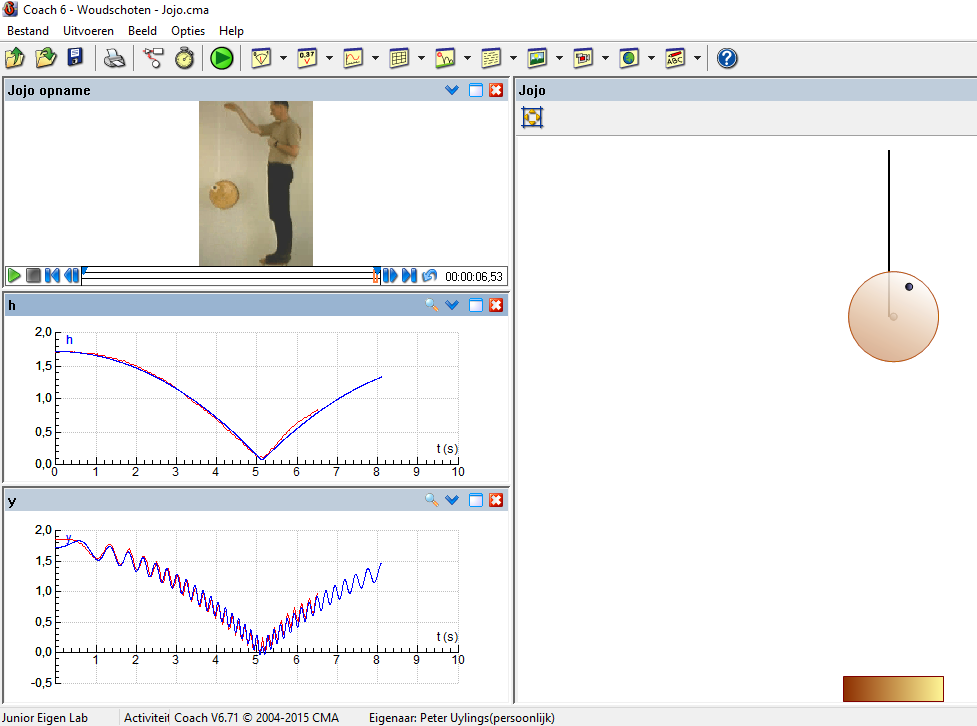 Coach 6 - Woudschoten - Jojo.cma
Bestand Uitvoeren Beeld Opties Help
0.37
ABC
?
Jojo opname
Jojo
00:00:06,53
h
2,0
h
1,5
1,0
0,5
t (s)
0,0
0 1 2 3 4 5 6 7 8 9 10
y
2,0
y
1,5
1,0
0,5
t (s)
0,0
1 2 3 4 5 6 7 8 9 10
-0,5
Junior Eigen Lab Activiteit Coach V6.71 © 2004-2015 CMA Eigenaar: Peter Uylings(persoonlijk)